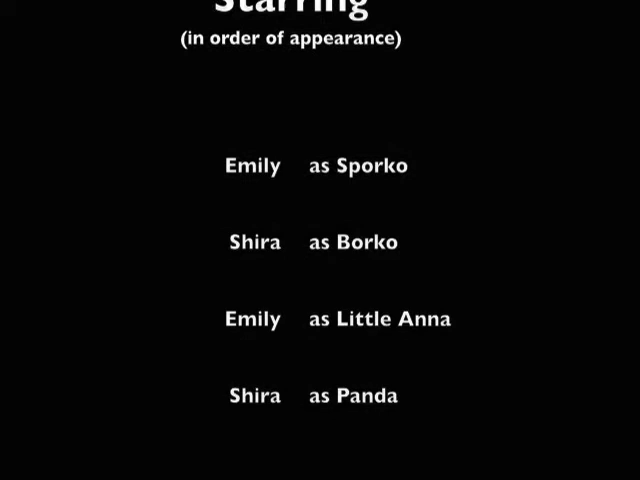 Starring
(in order of appearance)
Emily as Sporko
Shira as Borko
Emily as Little Anna
Shira as Panda